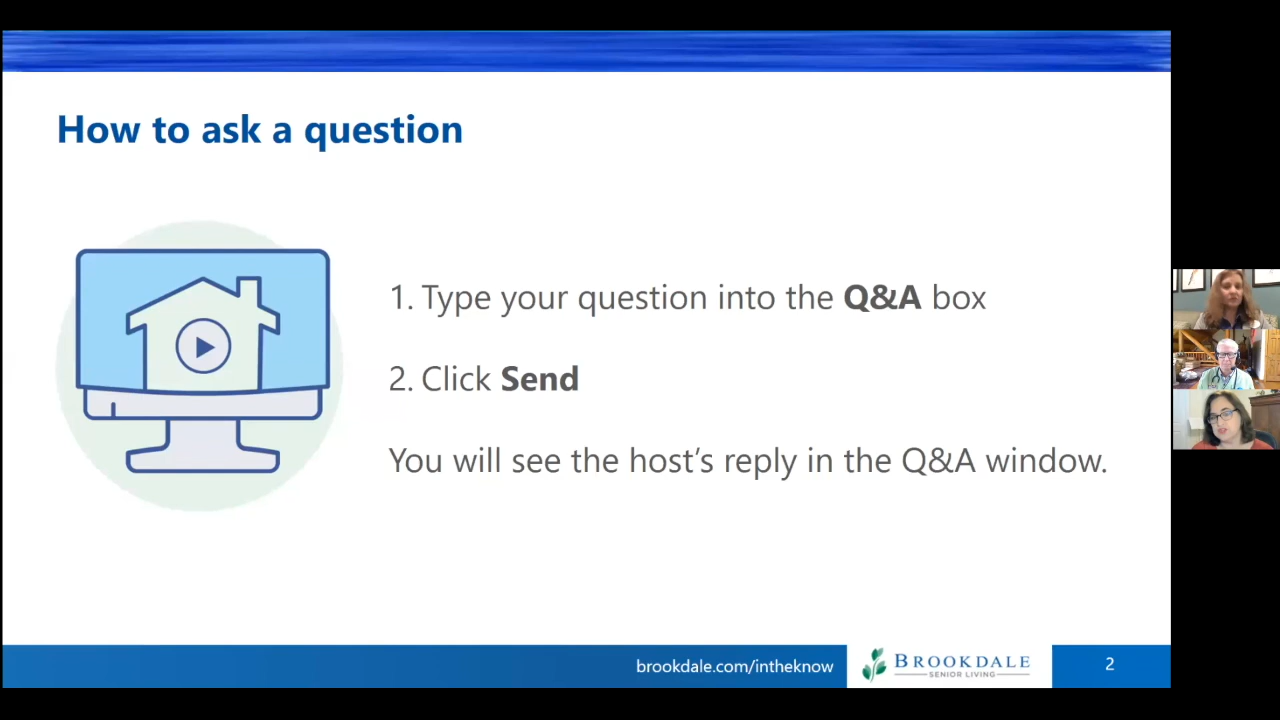 How to ask a question
1. Type your question into the Q&A box
2. Click Send
You will see the host’s reply in the Q&A window.
brookdale.com/intheknow
BROOKDALE
SENIOR LIVING
2